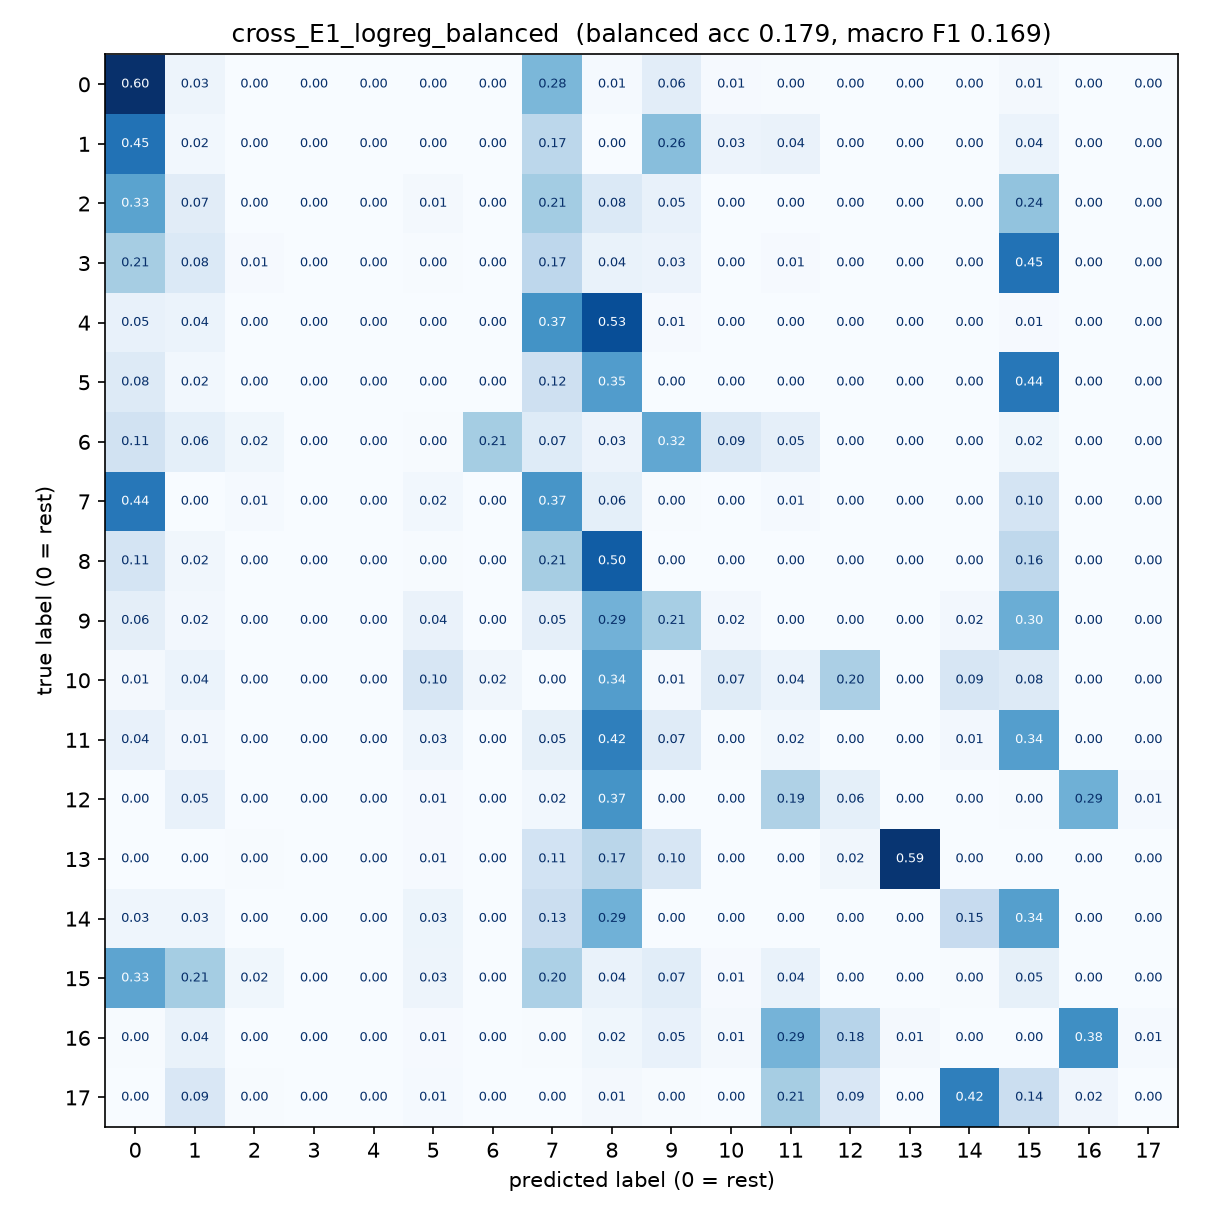 cross_E1_logreg_balanced (balanced acc 0.179, macro F1 0.169)
0 0.60 0.03 0.00 0.00 0.00 0.00 0.00 0.28 0.01 0.06 0.01 0.00 0.00 0.00 0.00 0.01 0.00 0.00
1 0.45 0.02 0.00 0.00 0.00 0.00 0.00 0.17 0.00 0.26 0.03 0.04 0.00 0.00 0.00 0.04 0.00 0.00
2 0.33 0.07 0.00 0.00 0.00 0.01 0.00 0.21 0.08 0.05 0.00 0.00 0.00 0.00 0.00 0.24 0.00 0.00
3 0.21 0.08 0.01 0.00 0.00 0.00 0.00 0.17 0.04 0.03 0.00 0.01 0.00 0.00 0.00 0.45 0.00 0.00
4 0.05 0.04 0.00 0.00 0.00 0.00 0.00 0.37 0.53 0.01 0.00 0.00 0.00 0.00 0.00 0.01 0.00 0.00
5 0.08 0.02 0.00 0.00 0.00 0.00 0.00 0.12 0.35 0.00 0.00 0.00 0.00 0.00 0.00 0.44 0.00 0.00
6 0.11 0.06 0.02 0.00 0.00 0.00 0.21 0.07 0.03 0.32 0.09 0.05 0.00 0.00 0.00 0.02 0.00 0.00
7 0.44 0.00 0.01 0.00 0.00 0.02 0.00 0.37 0.06 0.00 0.00 0.01 0.00 0.00 0.00 0.10 0.00 0.00
8 0.11 0.02 0.00 0.00 0.00 0.00 0.00 0.21 0.50 0.00 0.00 0.00 0.00 0.00 0.00 0.16 0.00 0.00
9 0.06 0.02 0.00 0.00 0.00 0.04 0.00 0.05 0.29 0.21 0.02 0.00 0.00 0.00 0.02 0.30 0.00 0.00
10 0.01 0.04 0.00 0.00 0.00 0.10 0.02 0.00 0.34 0.01 0.07 0.04 0.20 0.00 0.09 0.08 0.00 0.00
11 0.04 0.01 0.00 0.00 0.00 0.03 0.00 0.05 0.42 0.07 0.00 0.02 0.00 0.00 0.01 0.34 0.00 0.00
12 0.00 0.05 0.00 0.00 0.00 0.01 0.00 0.02 0.37 0.00 0.00 0.19 0.06 0.00 0.00 0.00 0.29 0.01
13 0.00 0.00 0.00 0.00 0.00 0.01 0.00 0.11 0.17 0.10 0.00 0.00 0.02 0.59 0.00 0.00 0.00 0.00
14 0.03 0.03 0.00 0.00 0.00 0.03 0.00 0.13 0.29 0.00 0.00 0.00 0.00 0.00 0.15 0.34 0.00 0.00
15 0.33 0.21 0.02 0.00 0.00 0.03 0.00 0.20 0.04 0.07 0.01 0.04 0.00 0.00 0.00 0.05 0.00 0.00
16 0.00 0.04 0.00 0.00 0.00 0.01 0.00 0.00 0.02 0.05 0.01 0.29 0.18 0.01 0.00 0.00 0.38 0.01
17 0.00 0.09 0.00 0.00 0.00 0.01 0.00 0.00 0.01 0.00 0.00 0.21 0.09 0.00 0.42 0.14 0.02 0.00
0 1 2 3 4 5 6 7 8 9 10 11 12 13 14 15 16 17
predicted label (0 = rest)
true label (0 = rest)